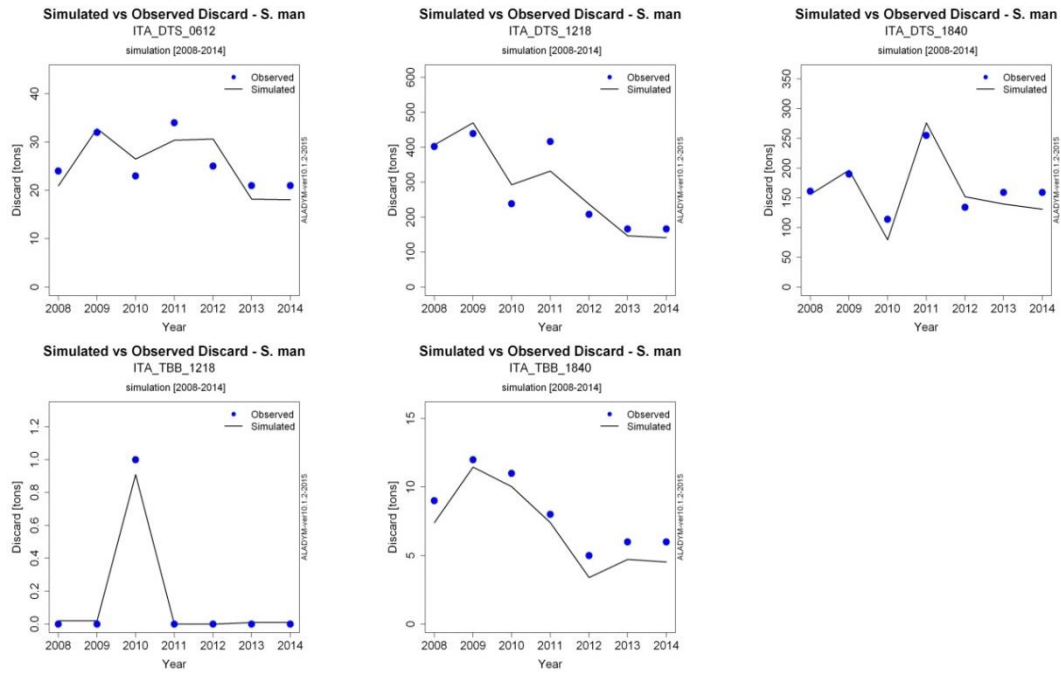 Simulated vs Observed Discard - S. man
ITA_DTS_0612
simulation [2008-2014]
Observed
Simulated
40
30
20
10
0
Discard [tons]
ALADYM-ver10.1.2-2015
2008 2009 2010 2011 2012 2013 2014
Year
Simulated vs Observed Discard - S. man
ITA_DTS_1218
simulation [2008-2014]
Observed
Simulated
600
500
400
300
200
100
0
Discard [tons]
ALADYM-ver10.1.2-2015
2008 2009 2010 2011 2012 2013 2014
Year
Simulated vs Observed Discard - S. man
ITA_DTS_1840
simulation [2008-2014]
Observed
Simulated
350
300
250
200
150
100
50
0
Discard [tons]
ALADYM-ver10.1.2-2015
2008 2009 2010 2011 2012 2013 2014
Year
Simulated vs Observed Discard - S. man
ITA_TBB_1218
simulation [2008-2014]
Observed
Simulated
1.2
1.0
0.8
0.6
0.4
0.2
0.0
Discard [tons]
ALADYM-ver10.1.2-2015
2008 2009 2010 2011 2012 2013 2014
Year
Simulated vs Observed Discard - S. man
ITA_TBB_1840
simulation [2008-2014]
Observed
Simulated
15
10
5
0
Discard [tons]
ALADYM-ver10.1.2-2015
2008 2009 2010 2011 2012 2013 2014
Year